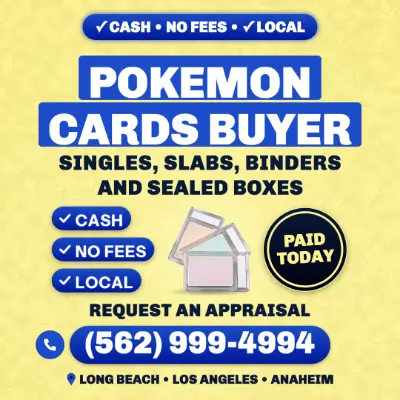 ✓ CASH • NO FEES • ✓ LOCAL
POKEMON
CARDS BUYER
SINGLES, SLABS, BINDERS
AND SEALED BOXES
✓ CASH
✓ NO FEES
✓ LOCAL
PAID
TODAY
REQUEST AN APPRAISAL
(562) 999-4994
LONG BEACH • LOS ANGELES • ANAHEIM